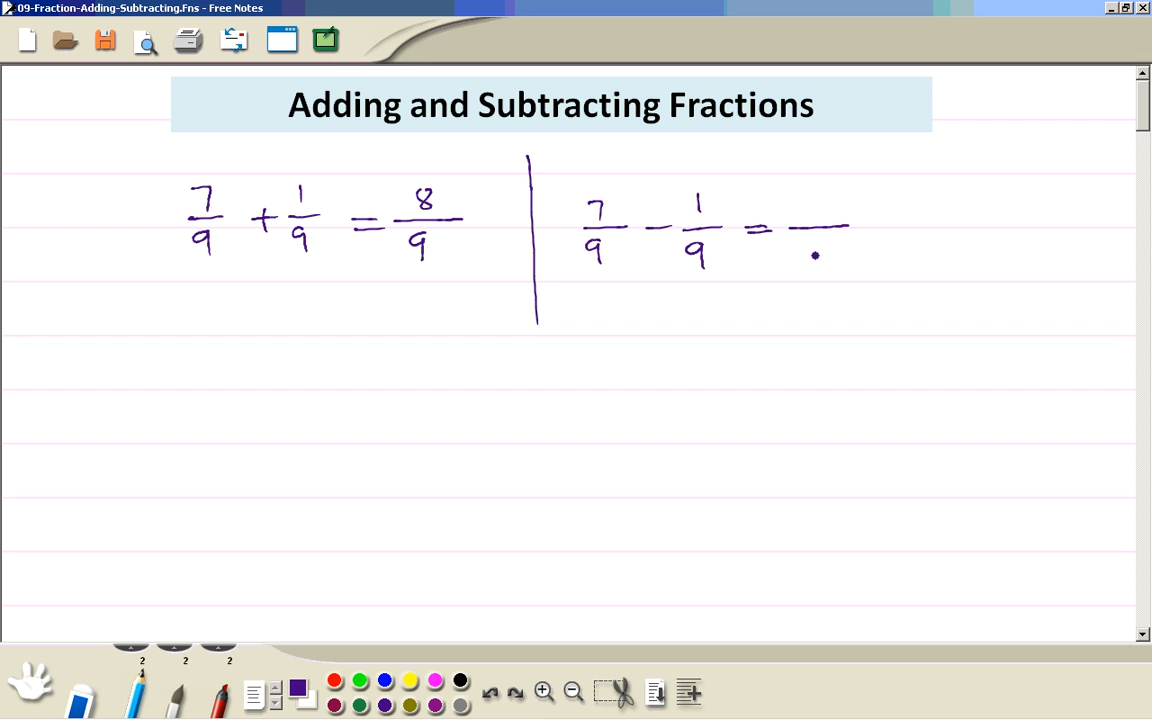 09-Fraction-Adding-Subtracting.Fns - Free Notes
Adding and Subtracting Fractions
7/9 + 1/9 = 8/9
7/9 - 1/9 =
2 2 2